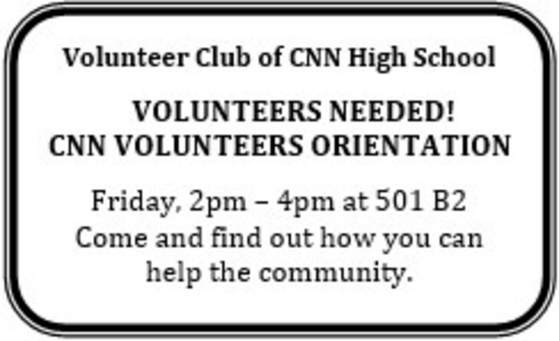 Volunteer Club of CNN High School
VOLUNTEERS NEEDED!
CNN VOLUNTEERS ORIENTATION
Friday, 2pm – 4pm at 501 B2
Come and find out how you can
help the community.